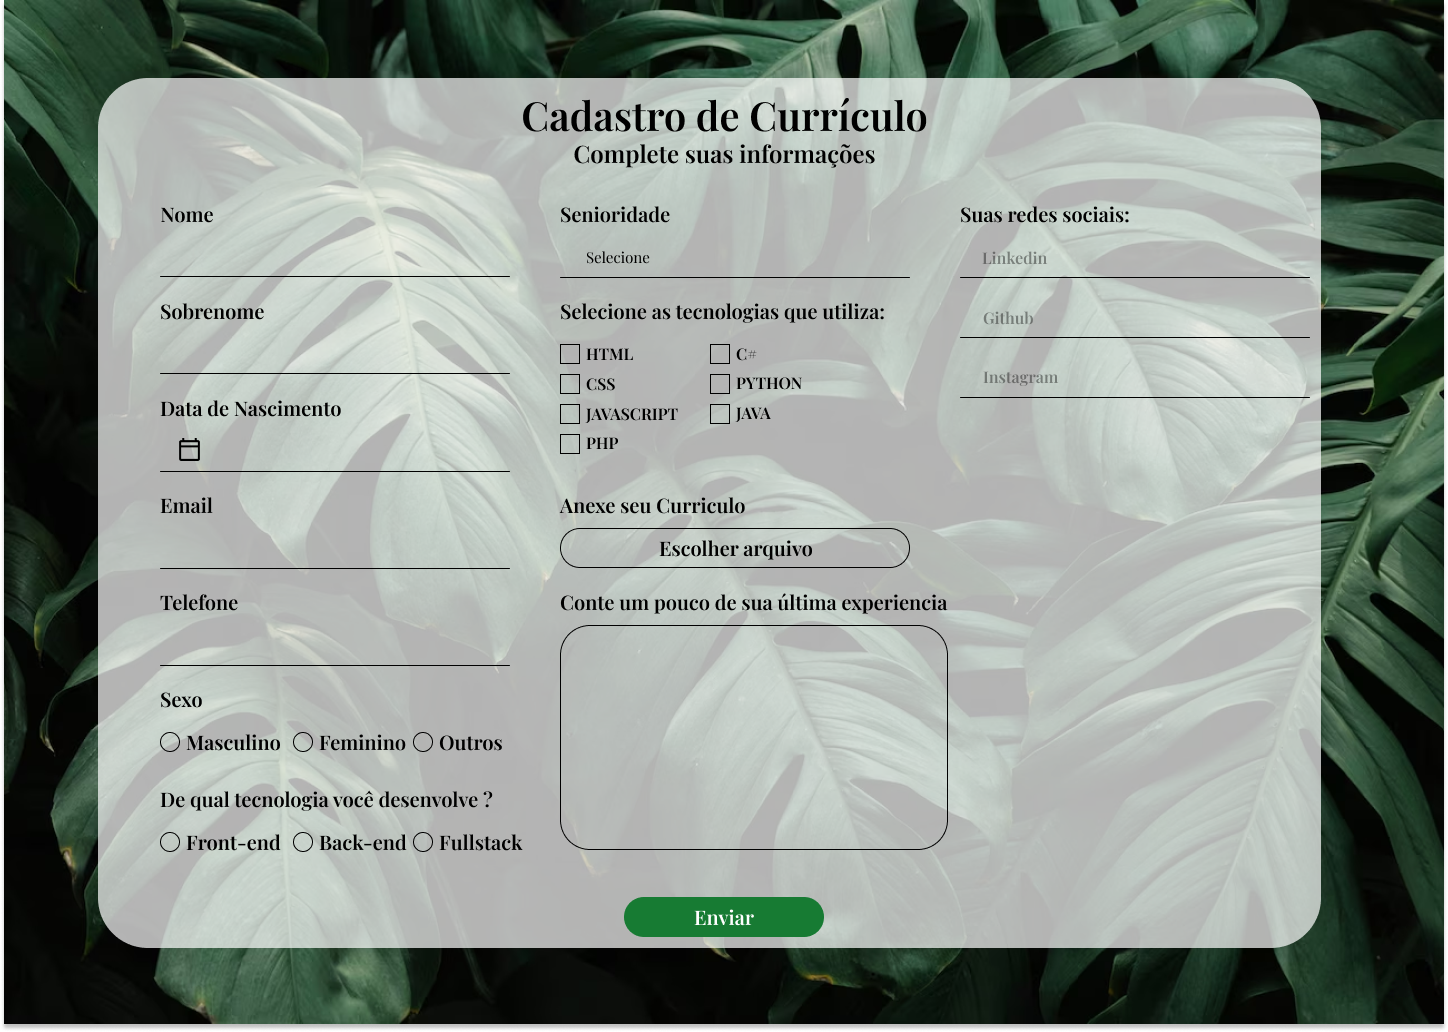 Cadastro de Currículo
Complete suas informações
Nome
Sobrenome
Data de Nascimento
Email
Telefone
Sexo
Masculino Feminino Outros
De qual tecnologia você desenvolve ?
Front-end Back-end Fullstack
Senioridade
Selecione
Selecione as tecnologias que utiliza:
HTML C#
CSS PYTHON
JAVASCRIPT JAVA
PHP
Anexe seu Curriculo
Escolher arquivo
Conte um pouco de sua última experiencia
Suas redes sociais:
Linkedin
Github
Instagram
Enviar